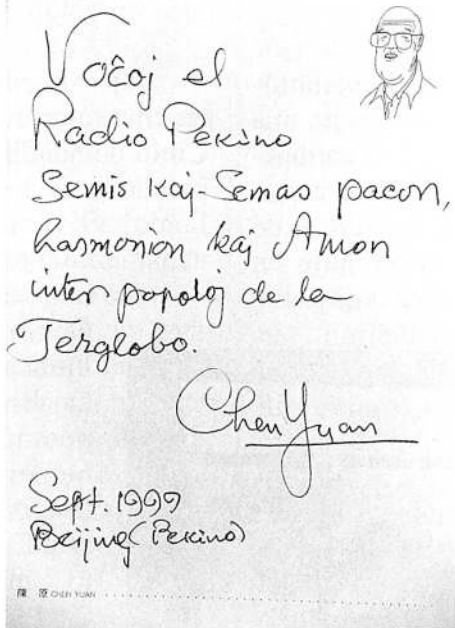 Voĉoj el
Radio Pekino
Semis kaj Semas pacon,
harmonion kaj Amon
inter popoloj de la
Terglobo.
Chen Yuan
Sept. 1999
Beijing (Pekino)
陳 原 CHEN YUAN